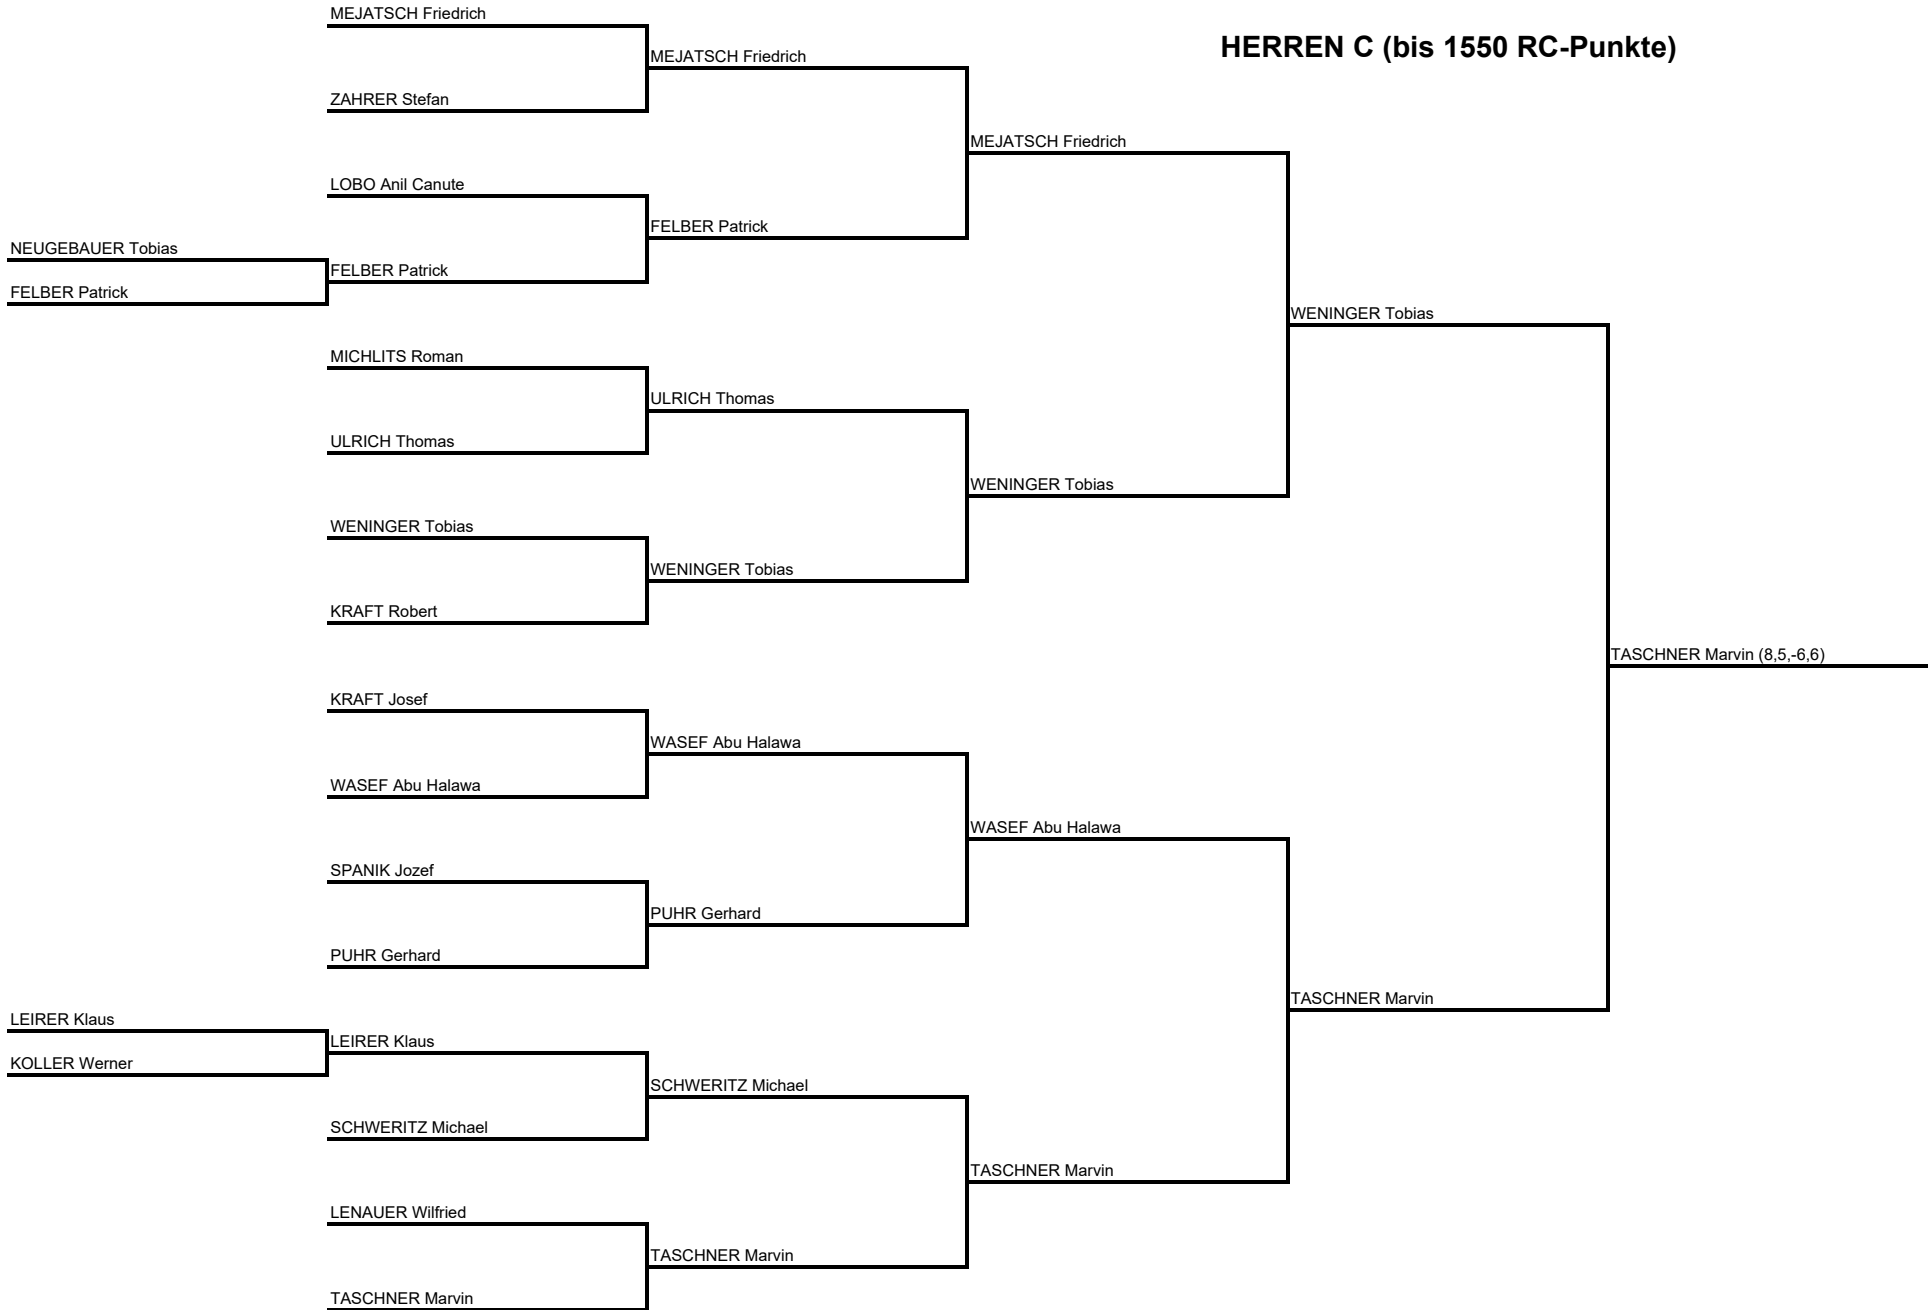 MEJATSCH Friedrich
HERREN C (bis 1550 RC-Punkte)
MEJATSCH Friedrich
ZAHRER Stefan
MEJATSCH Friedrich
LOBO Anil Canute
FELBER Patrick
NEUGEBAUER Tobias
FELBER Patrick
FELBER Patrick
WENINGER Tobias
MICHLITS Roman
ULRICH Thomas
ULRICH Thomas
WENINGER Tobias
WENINGER Tobias
WENINGER Tobias
KRAFT Robert
TASCHNER Marvin (8,5,-6,6)
KRAFT Josef
WASEF Abu Halawa
WASEF Abu Halawa
WASEF Abu Halawa
SPANIK Jozef
PUHR Gerhard
PUHR Gerhard
TASCHNER Marvin
LEIRER Klaus
LEIRER Klaus
KOLLER Werner
SCHWERITZ Michael
SCHWERITZ Michael
TASCHNER Marvin
LENAUER Wilfried
TASCHNER Marvin
TASCHNER Marvin